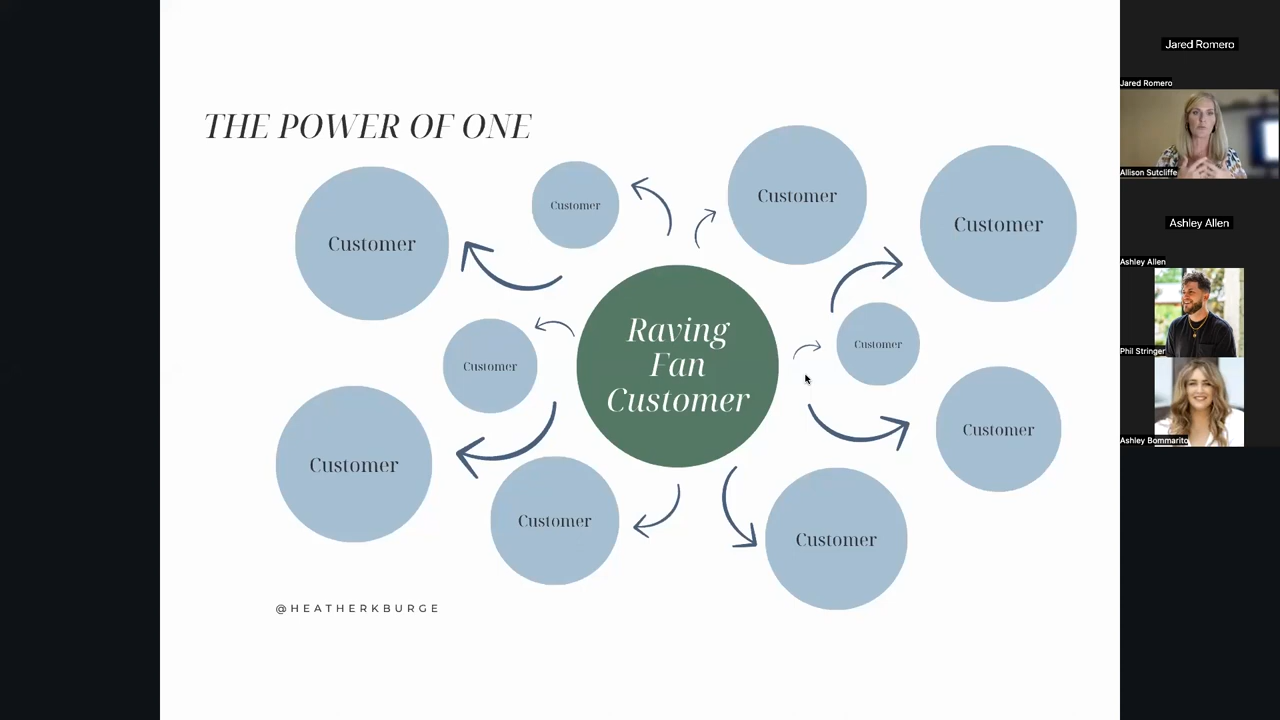 THE POWER OF ONE
Customer
Customer
Customer
Customer
Customer
Customer
Customer
Customer
Customer
Customer
Raving
Fan
Customer
@HEATHERKBURGE
Jared Romero
Jared Romero
Allison Sutcliffe
Ashley Allen
Ashley Allen
Phil Stringer
Ashley Bommarito